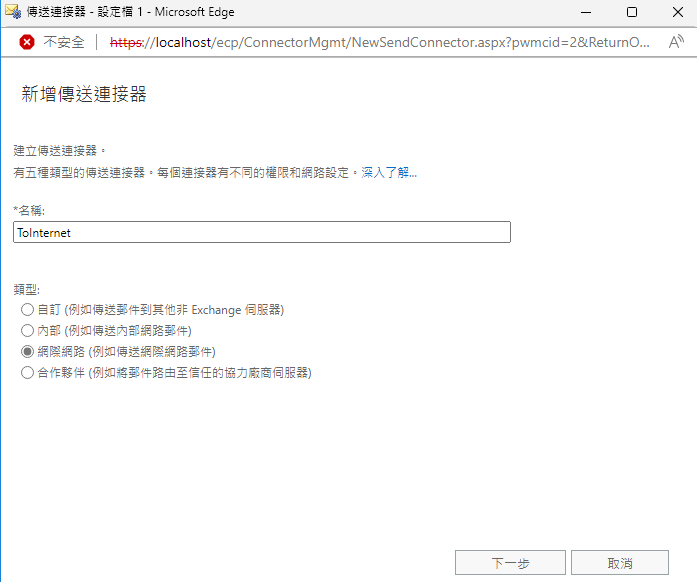 傳送連接器 - 設定檔 1 - Microsoft Edge
不安全 https://localhost/ecp/ConnectorMgmt/NewSendConnector.aspx?pwmcid=2&ReturnO...
新增傳送連接器
建立傳送連接器。
有五種類型的傳送連接器。每個連接器有不同的權限和網路設定。深入了解...
*名稱:
ToInternet
類型:
自訂 (例如傳送郵件到其他非 Exchange 伺服器)
內部 (例如傳送內部網路郵件)
網際網路 (例如傳送網際網路郵件)
合作夥伴 (例如將郵件路由至信任的協力廠商伺服器)
下一步 取消